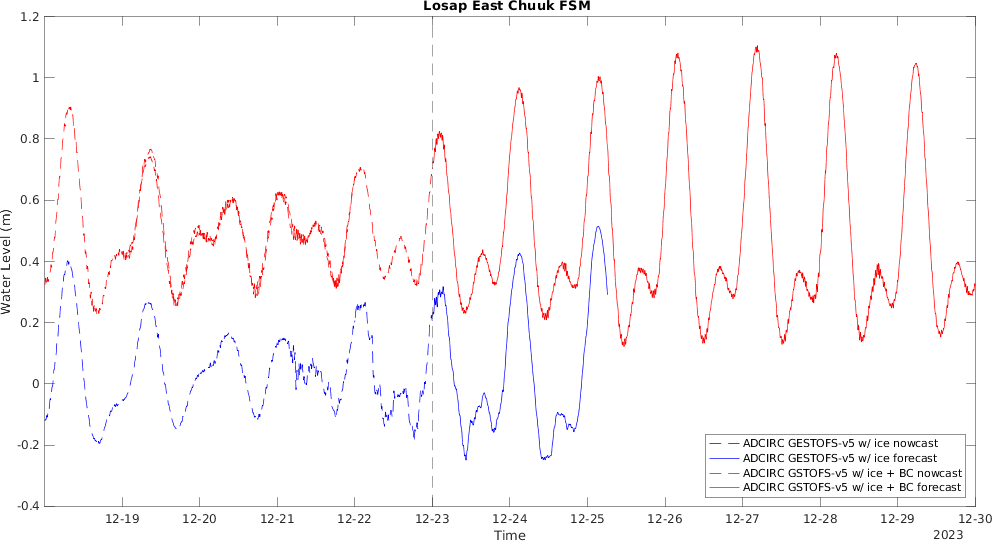 Losap East Chuuk FSM
Water Level (m)
1.2
1
0.8
0.6
0.4
0.2
0
-0.2
-0.4
ADCIRC GESTOFS-v5 w/ ice nowcast
ADCIRC GESTOFS-v5 w/ ice forecast
ADCIRC GSTOFS-v5 w/ ice + BC nowcast
ADCIRC GSTOFS-v5 w/ ice + BC forecast
12-19 12-20 12-21 12-22 12-23 12-24 12-25 12-26 12-27 12-28 12-29 12-30
Time
2023